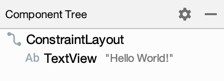 Component Tree
ConstraintLayout
Ab TextView "Hello World!"